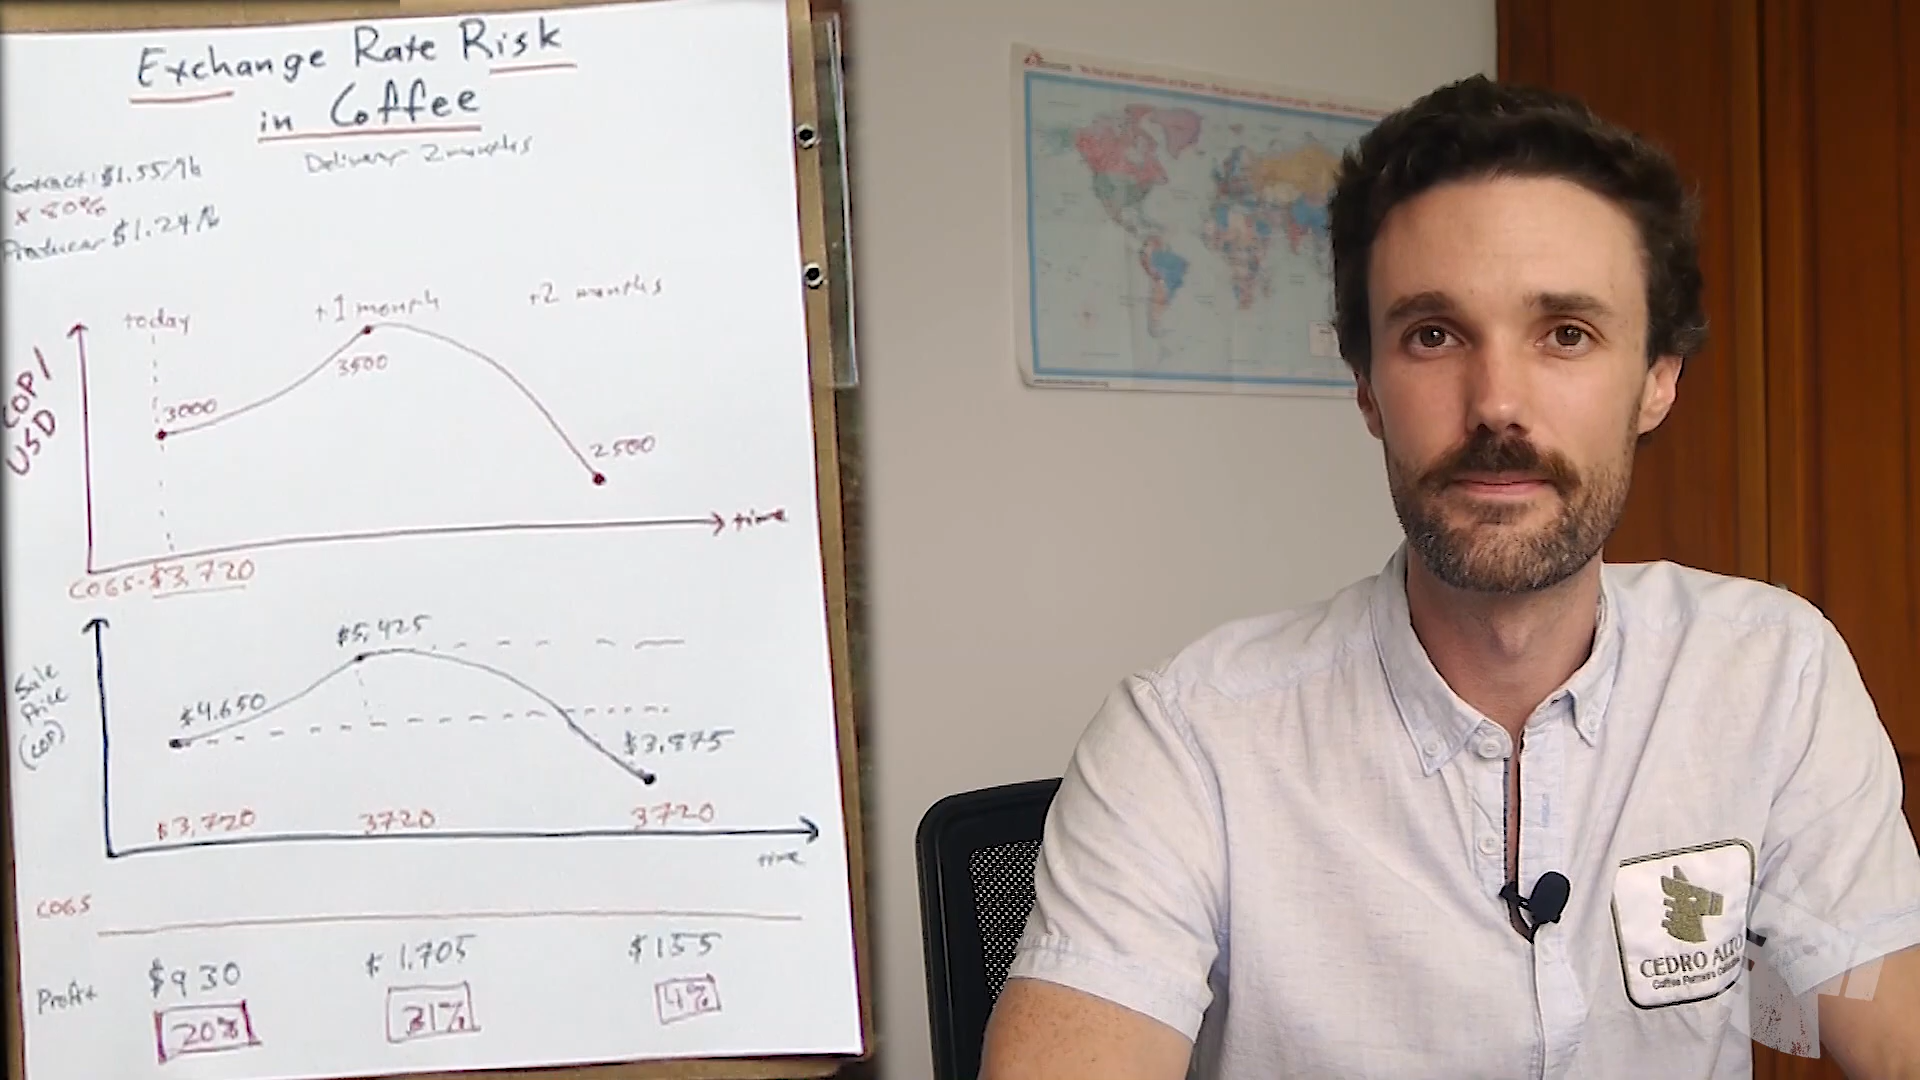 Exchange Rate Risk
in Coffee
Delivery 2 months
Contract: $1.55/lb
x 80%
Producer $1.24/lb
today
+1 month
+2 months
COP/
USD
3000
3500
2500
time
COGS - $3,720
Sale
Price
(COP)
$4.650
$5,425
$3,875
$3,720
3720
3720
time
COGS
Profit
$930
$1,705
$155
20%
31%
4%
CEDRO ALTO